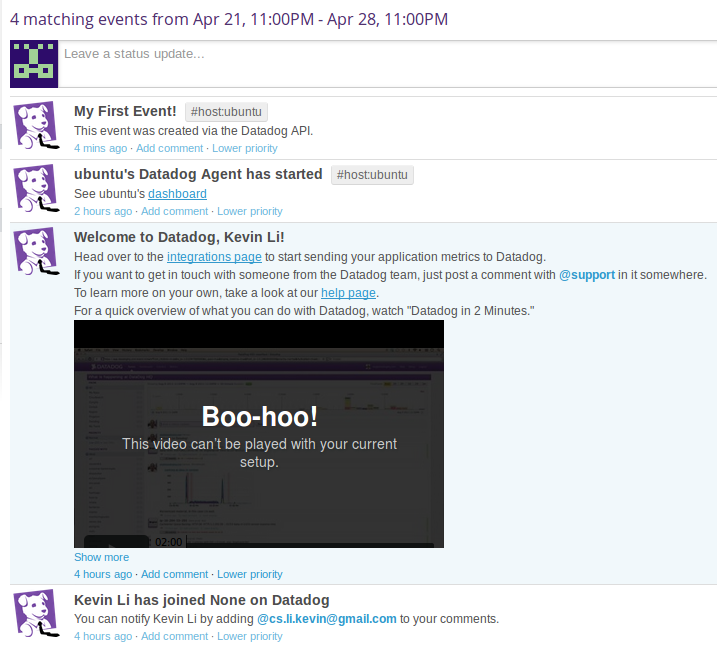 4 matching events from Apr 21, 11:00PM - Apr 28, 11:00PM
Leave a status update...
My First Event! #host:ubuntu
This event was created via the Datadog API.
4 mins ago · Add comment · Lower priority
ubuntu's Datadog Agent has started #host:ubuntu
See ubuntu's dashboard
2 hours ago · Add comment · Lower priority
Welcome to Datadog, Kevin Li!
Head over to the integrations page to start sending your application metrics to Datadog.
If you want to get in touch with someone from the Datadog team, just post a comment with @support in it somewhere.
To learn more on your own, take a look at our help page.
For a quick overview of what you can do with Datadog, watch "Datadog in 2 Minutes."
DATADOG
Boo-hoo!
This video can't be played with your current
setup.
02:00
Show more
4 hours ago · Add comment · Lower priority
Kevin Li has joined None on Datadog
You can notify Kevin Li by adding @cs.li.kevin@gmail.com to your comments.
4 hours ago · Add comment · Lower priority